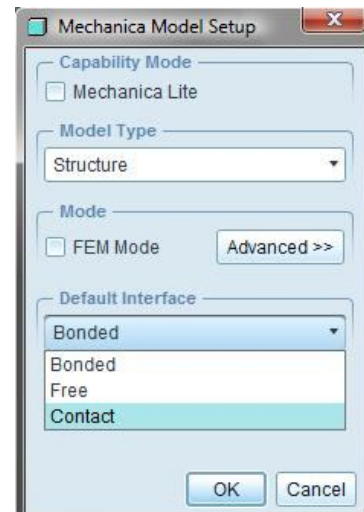 Mechanica Model Setup
Capability Mode
Mechanica Lite
Model Type
Structure
Mode
FEM Mode Advanced >>
Default Interface
Bonded
Bonded
Free
Contact
OK Cancel